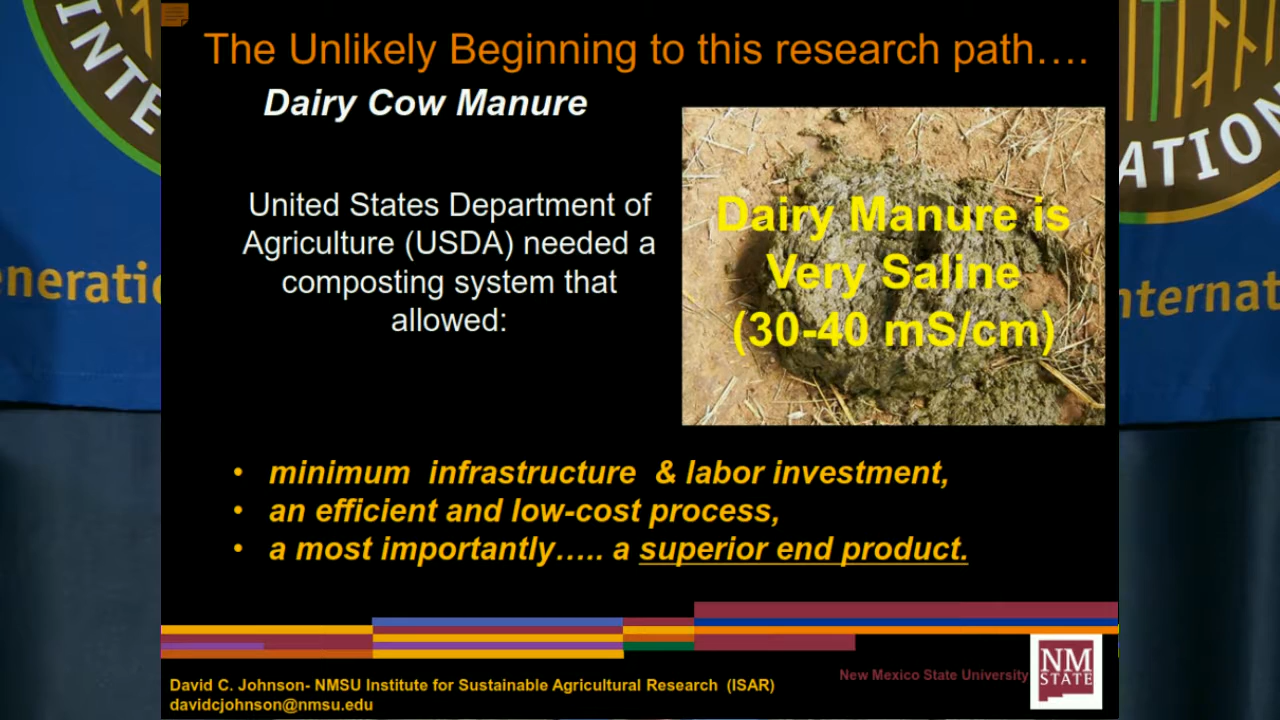 The Unlikely Beginning to this research path….
Dairy Cow Manure
United States Department of
Agriculture (USDA) needed a
composting system that
allowed:
Dairy Manure is
Very Saline
(30-40 mS/cm)
• minimum  infrastructure  & labor investment,
• an efficient and low-cost process,
• a most importantly….. a superior end product.
New Mexico State University
NM
STATE
David C. Johnson- NMSU Institute for Sustainable Agricultural Research  (ISAR)
davidcjohnson@nmsu.edu
INTE
ATION
eneratio
nternat